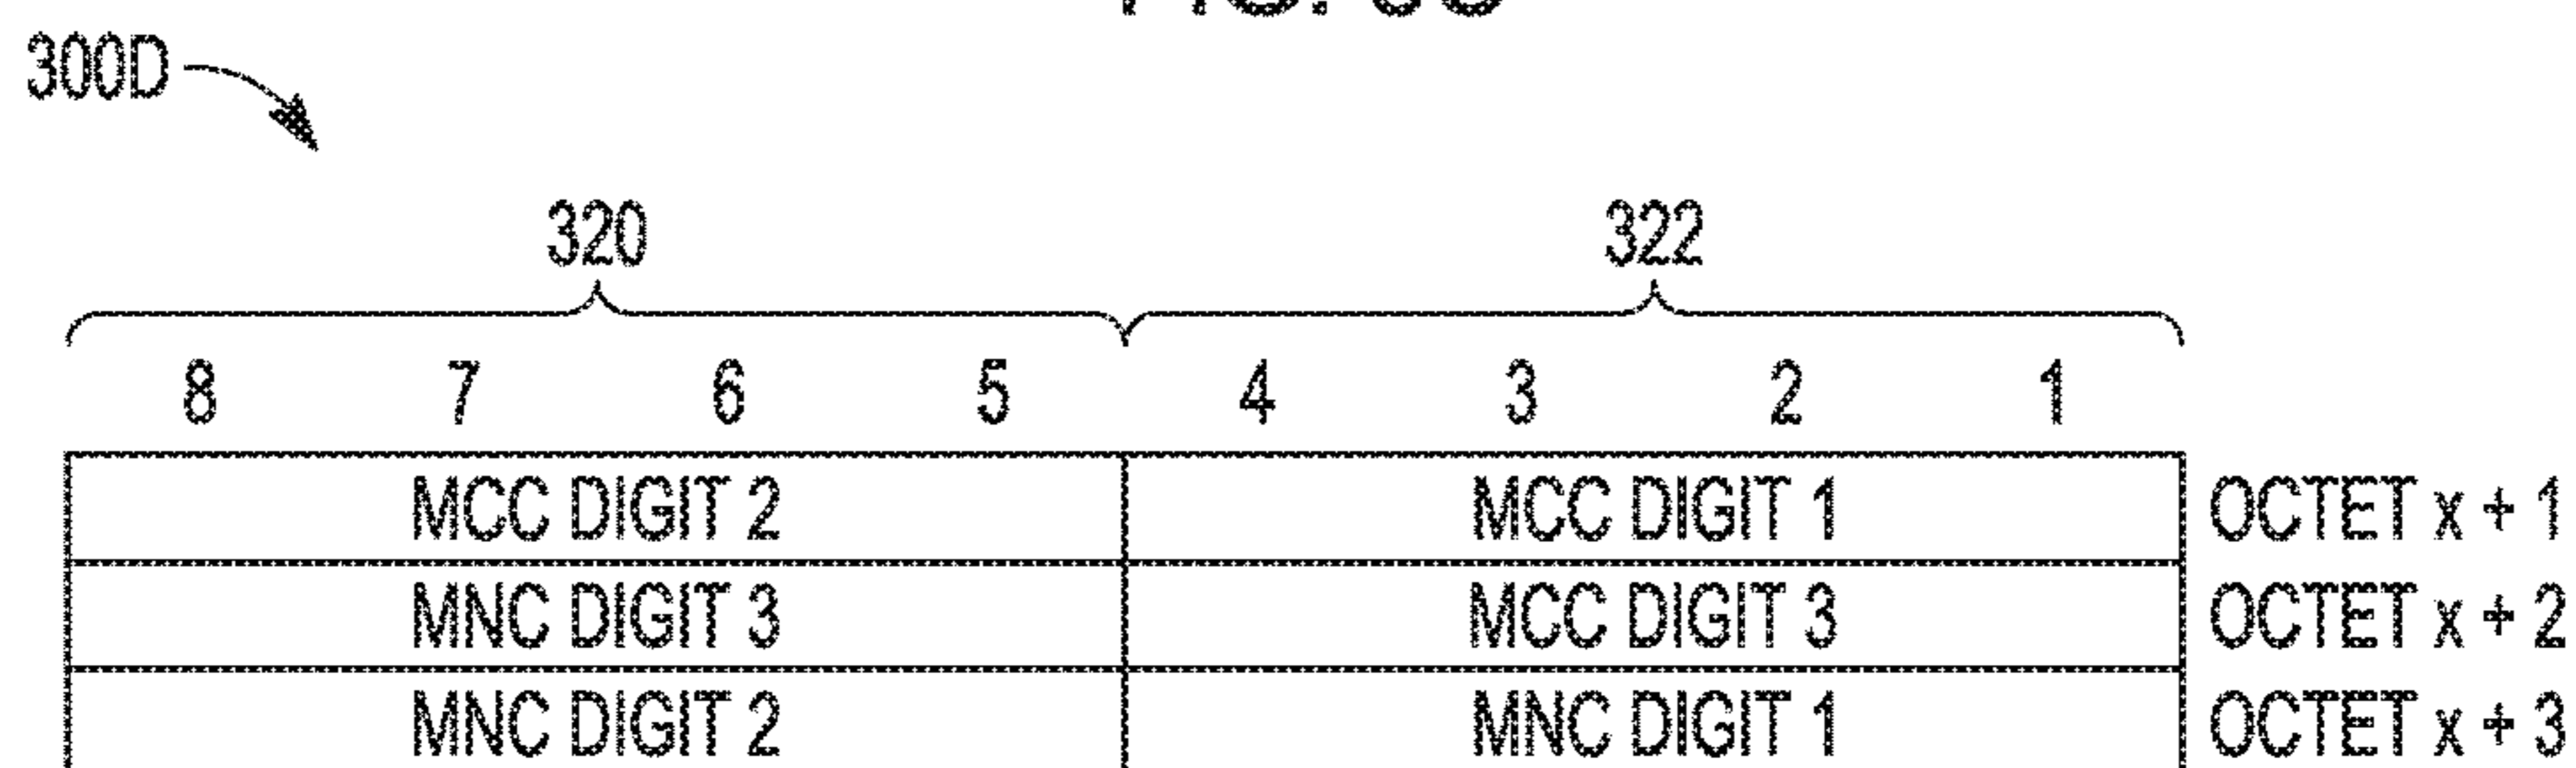 300D
320 322
8 7 6 5 4 3 2 1
MCC DIGIT 2 MCC DIGIT 1 OCTET x + 1
MNC DIGIT 3 MCC DIGIT 3 OCTET x + 2
MNC DIGIT 2 MNC DIGIT 1 OCTET x + 3